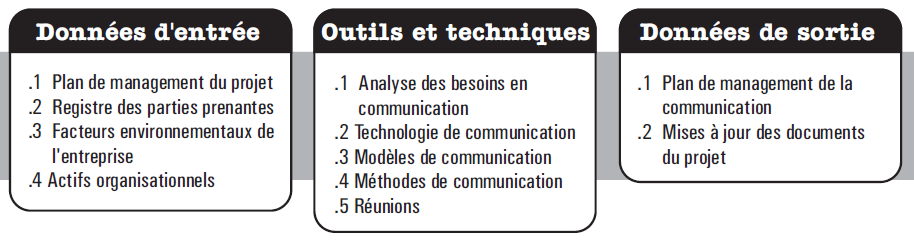 Données d'entrée
.1 Plan de management du projet
.2 Registre des parties prenantes
.3 Facteurs environnementaux de
l'entreprise
.4 Actifs organisationnels
Outils et techniques
.1 Analyse des besoins en
communication
.2 Technologie de communication
.3 Modèles de communication
.4 Méthodes de communication
.5 Réunions
Données de sortie
.1 Plan de management de la
communication
.2 Mises à jour des documents
du projet